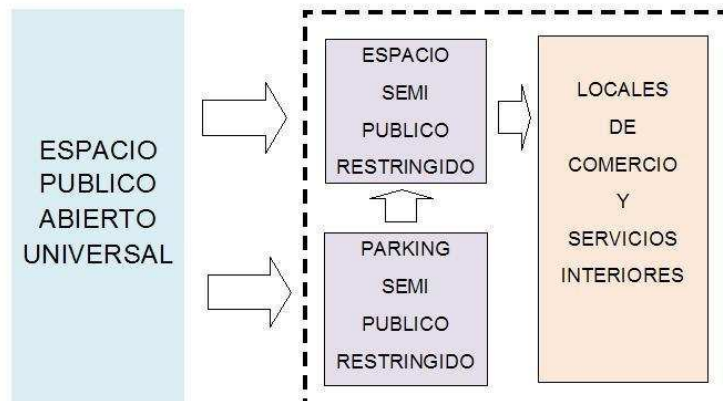 ESPACIO
PUBLICO
ABIERTO
UNIVERSAL
ESPACIO
SEMI
PUBLICO
RESTRINGIDO
PARKING
SEMI
PUBLICO
RESTRINGIDO
LOCALES
DE
COMERCIO
Y
SERVICIOS
INTERIORES